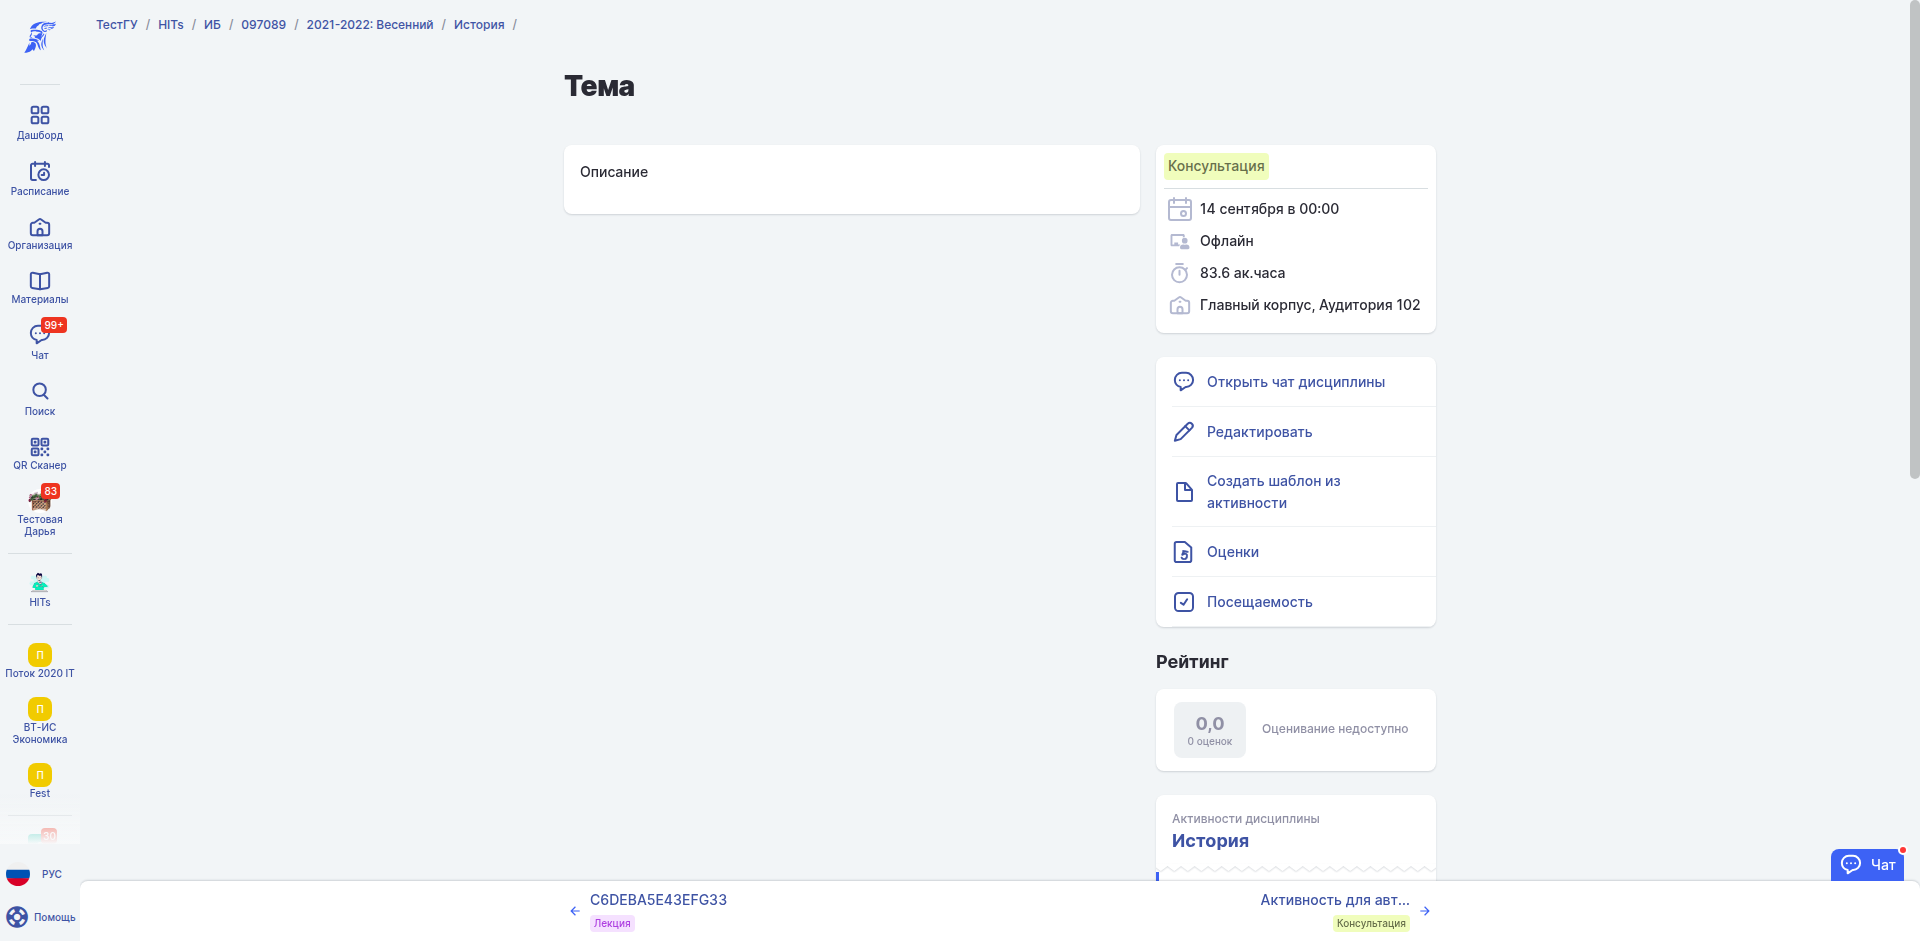 ТестГУ / HITs / ИБ / 097089 / 2021-2022: Весенний / История /
Дашборд
Расписание
Организация
Материалы
99+
Чат
Поиск
QR Сканер
83
Тестовая
Дарья
HITs
П
Поток 2020 IT
П
ВТ-ИС
Экономика
П
Fest
30
РУС
Помощь
Тема
Описание
Консультация
14 сентября в 00:00
Офлайн
83.6 ак.часа
Главный корпус, Аудитория 102
Открыть чат дисциплины
Редактировать
Создать шаблон из
активности
5
Оценки
Посещаемость
Рейтинг
0,0
0 оценок
Оценивание недоступно
Активности дисциплины
История
Чат
C6DEBA5E43EFG33
Лекция
Активность для авт...
Консультация